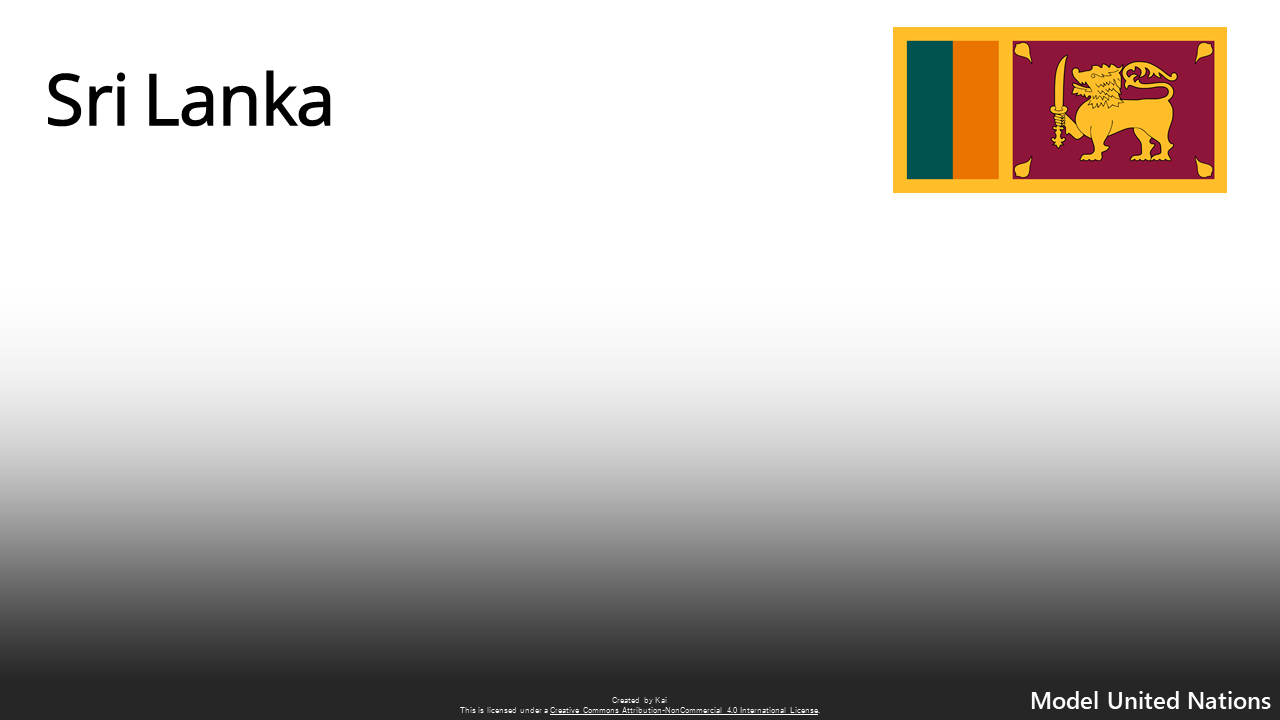 Sri Lanka
Created by Kai
This is licensed under a Creative Commons Attribution-NonCommercial 4.0 International License.
Model United Nations